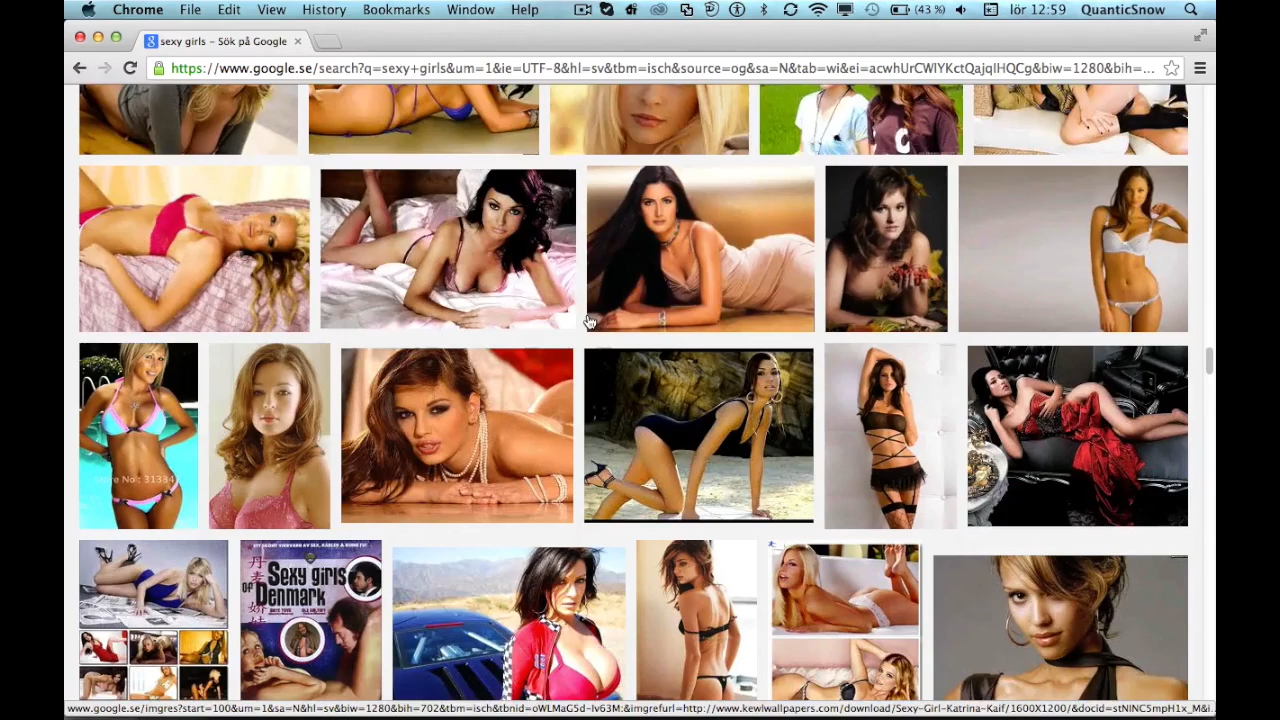 Chrome File Edit View History Bookmarks Window Help (43 %) lör 12:59 QuanticSnow
sexy girls – Sök på Google
https://www.google.se/search?q=sexy+girls&um=1&ie=UTF-8&hl=sv&tbm=isch&source=og&sa=N&tab=wi&ei=acwhUrCWIYKctQajqIHQCg&biw=1280&bih=...
C
Store No : 31334
Sexy girls
of DENMARK
www.google.se/imgres?start=100&um=1&sa=N&hl=sv&biw=1280&bih=702&tbm=isch&tbnid=oWLMaG5d-Iv63M:&imgrefurl=http://www.kewlwallpapers.com/download/Sexy-Girl-Katrina-Kaif/1600X1200/&docid=stNINC5mpH1x_M&i...